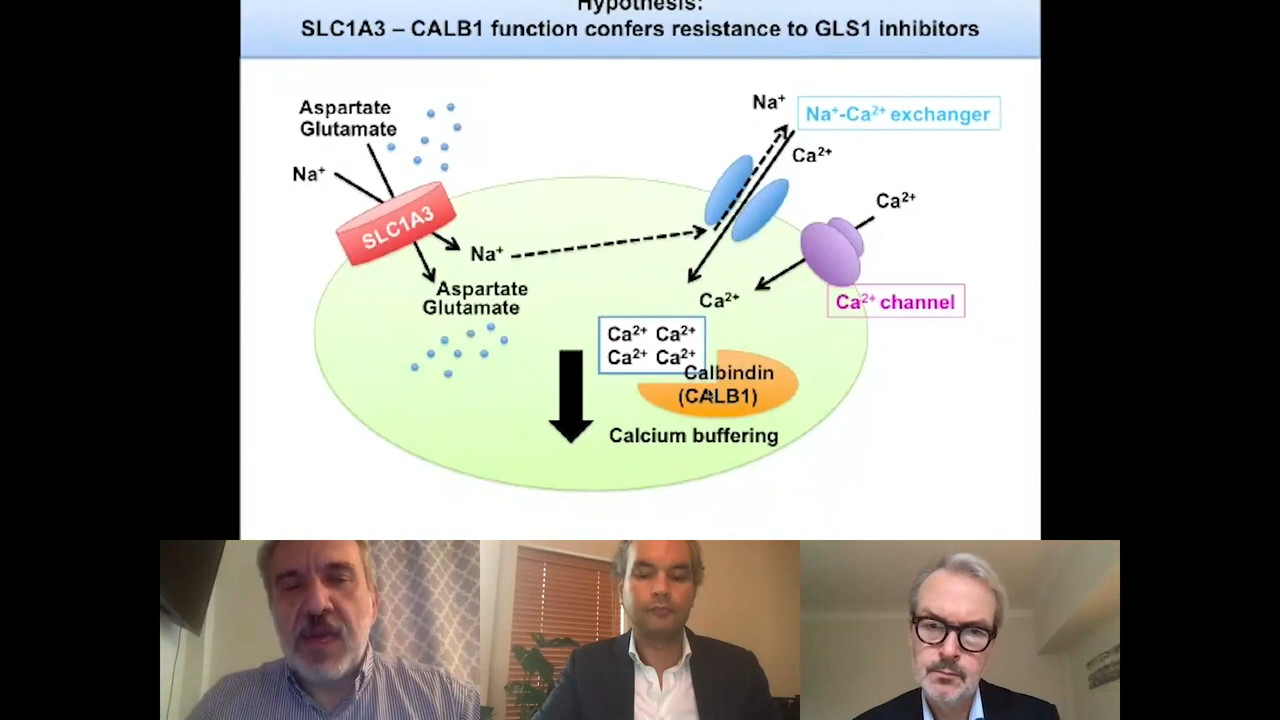 Hypothesis:
SLC1A3 – CALB1 function confers resistance to GLS1 inhibitors
Aspartate
Glutamate
Na⁺
SLC1A3
Na⁺
Aspartate
Glutamate
Na⁺
Na⁺-Ca²⁺ exchanger
Ca²⁺
Ca²⁺
Ca²⁺
Ca²⁺ channel
Ca²⁺ Ca²⁺
Ca²⁺ Ca²⁺
Calbindin
(CALB1)
Calcium buffering